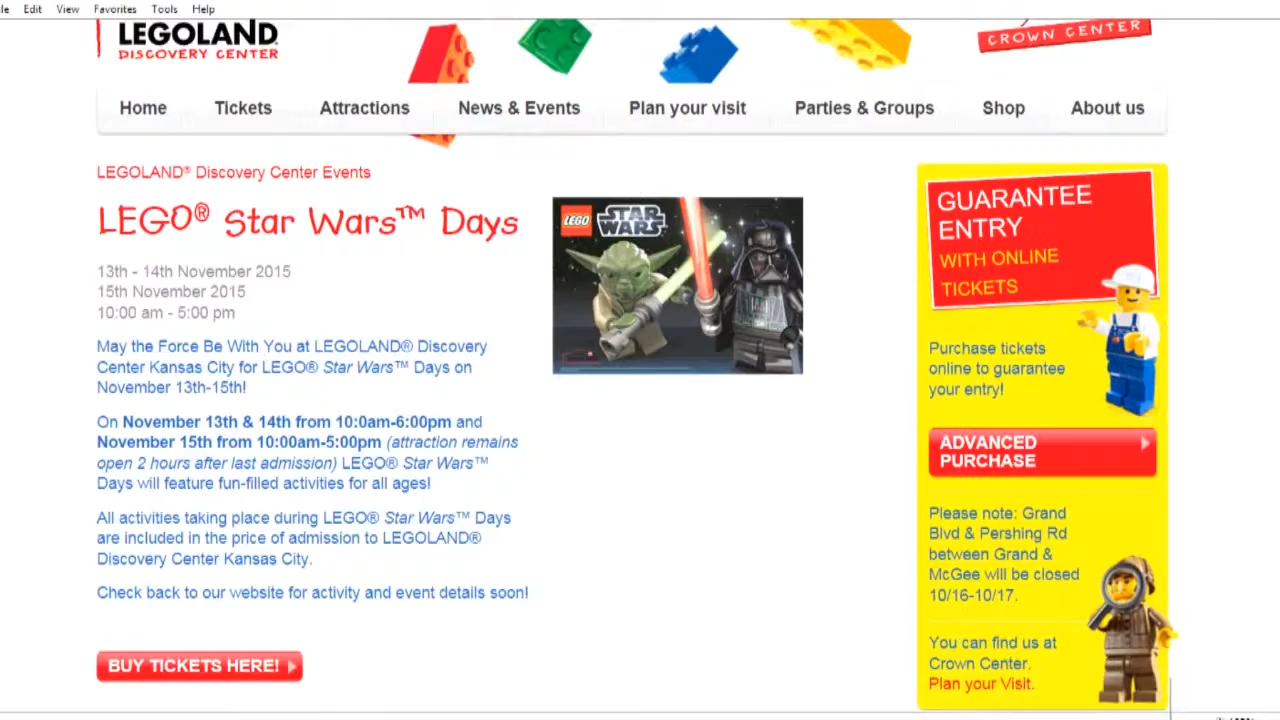 Edit View Favorites Tools Help
LEGOLAND
DISCOVERY CENTER
CROWN CENTER
Home Tickets Attractions News & Events Plan your visit Parties & Groups Shop About us
LEGOLAND® Discovery Center Events
LEGO® Star Wars™ Days
13th - 14th November 2015
15th November 2015
10:00 am - 5:00 pm
May the Force Be With You at LEGOLAND® Discovery
Center Kansas City for LEGO® Star Wars™ Days on
November 13th-15th!
On November 13th & 14th from 10:0am-6:00pm and
November 15th from 10:00am-5:00pm (attraction remains
open 2 hours after last admission) LEGO® Star Wars™
Days will feature fun-filled activities for all ages!
All activities taking place during LEGO® Star Wars™ Days
are included in the price of admission to LEGOLAND®
Discovery Center Kansas City.
Check back to our website for activity and event details soon!
BUY TICKETS HERE!
LEGO STAR
WARS
GUARANTEE
ENTRY
WITH ONLINE
TICKETS
Purchase tickets
online to guarantee
your entry!
ADVANCED
PURCHASE
Please note: Grand
Blvd & Pershing Rd
between Grand &
McGee will be closed
10/16-10/17.
You can find us at
Crown Center.
Plan your Visit.